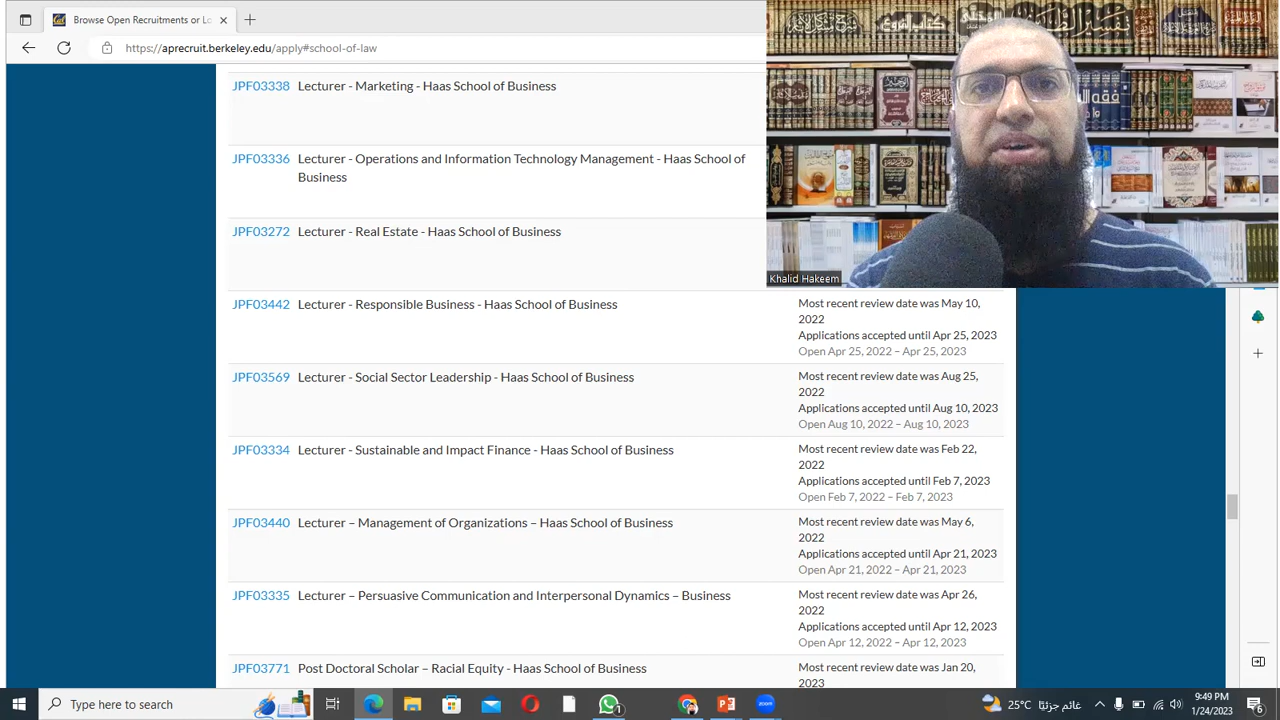 Browse Open Recruitments or Lo
https://aprecruit.berkeley.edu/apply#school-of-law
JPF03338 Lecturer - Marketing - Haas School of Business
JPF03336 Lecturer - Operations and Information Technology Management - Haas School of
Business
JPF03272 Lecturer - Real Estate - Haas School of Business
Khalid Hakeem
JPF03442 Lecturer - Responsible Business - Haas School of Business
Most recent review date was May 10,
2022
Applications accepted until Apr 25, 2023
Open Apr 25, 2022 – Apr 25, 2023
JPF03569 Lecturer - Social Sector Leadership - Haas School of Business
Most recent review date was Aug 25,
2022
Applications accepted until Aug 10, 2023
Open Aug 10, 2022 – Aug 10, 2023
JPF03334 Lecturer - Sustainable and Impact Finance - Haas School of Business
Most recent review date was Feb 22,
2022
Applications accepted until Feb 7, 2023
Open Feb 7, 2022 – Feb 7, 2023
JPF03440 Lecturer – Management of Organizations – Haas School of Business
Most recent review date was May 6,
2022
Applications accepted until Apr 21, 2023
Open Apr 21, 2022 – Apr 21, 2023
JPF03335 Lecturer – Persuasive Communication and Interpersonal Dynamics – Business
Most recent review date was Apr 26,
2022
Applications accepted until Apr 12, 2023
Open Apr 12, 2022 – Apr 12, 2023
JPF03771 Post Doctoral Scholar – Racial Equity - Haas School of Business
Most recent review date was Jan 20,
2023
Type here to search
zoom
25°C غائم جزئيًا
9:49 PM
1/24/2023